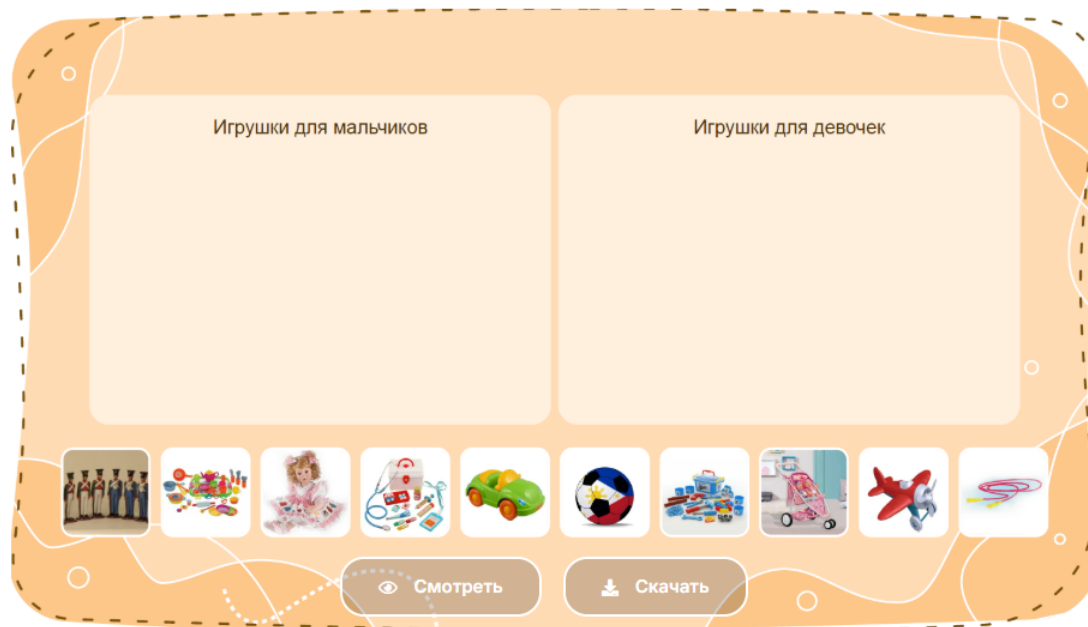 Игрушки для мальчиков
Игрушки для девочек
Смотреть
Скачать